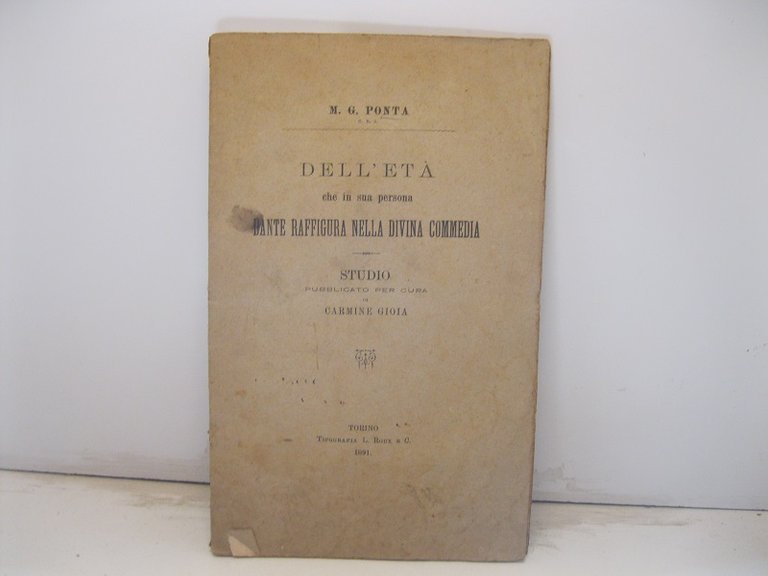 M. G. PONTA
DELL'ETÀ
che in sua persona
DANTE RAFFIGURA NELLA DIVINA COMMEDIA
STUDIO
PUBBLICATO PER CURA
DI
CARMINE GIOIA
TORINO
TIPOGRAFIA L. ROUX E C.
1891.